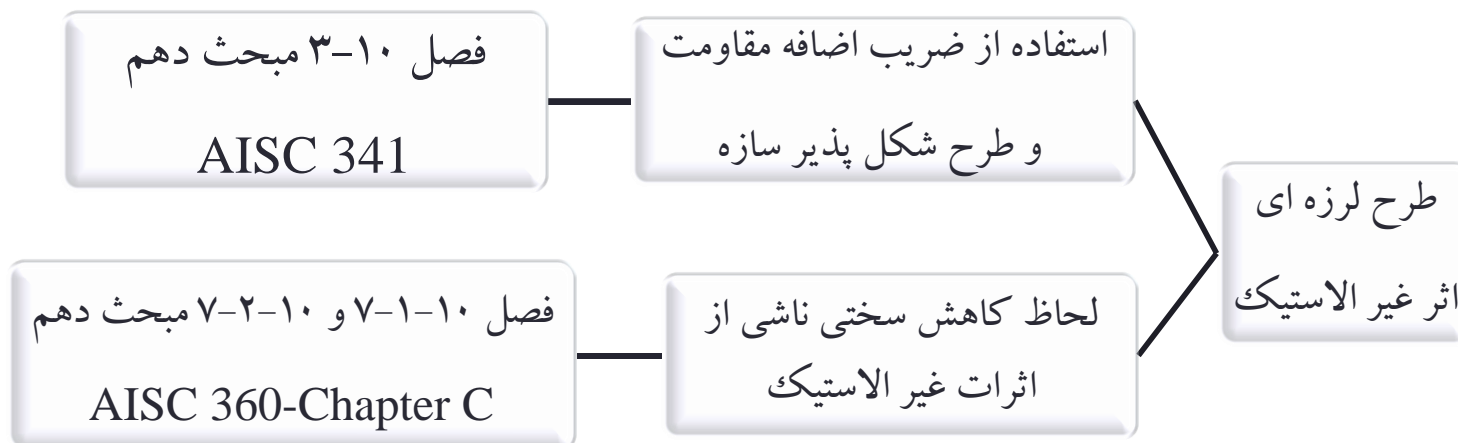 طرح لرزه ای
اثر غیر الاستیک
استفاده از ضریب اضافه مقاومت
و طرح شکل پذیر سازه
فصل ۱۰-۳ مبحث دهم
AISC 341
لحاظ کاهش سختی ناشی از
اثرات غیر الاستیک
فصل ۱۰-۱-۷ و ۱۰-۲-۷ مبحث دهم
AISC 360-Chapter C